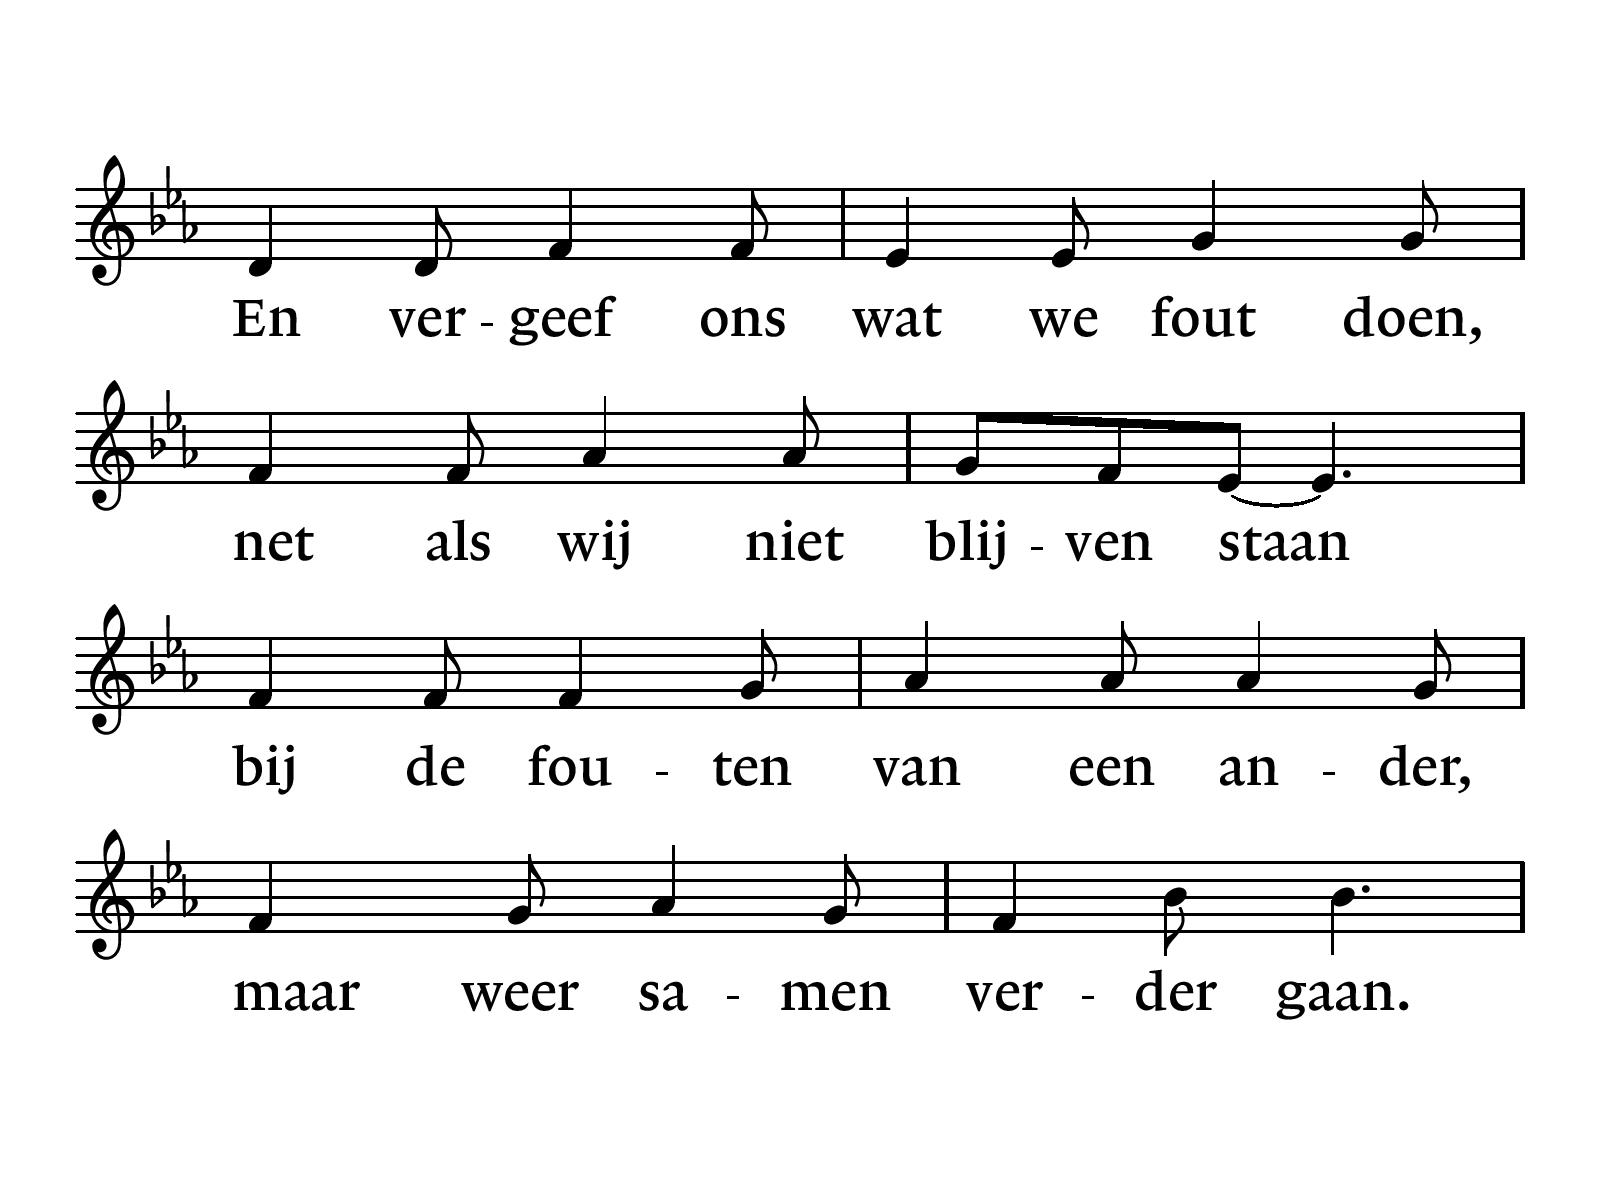 En ver - geef ons wat we fout doen,
net als wij niet blij - ven staan
bij de fou - ten van een an - der,
maar weer sa - men ver - der gaan.